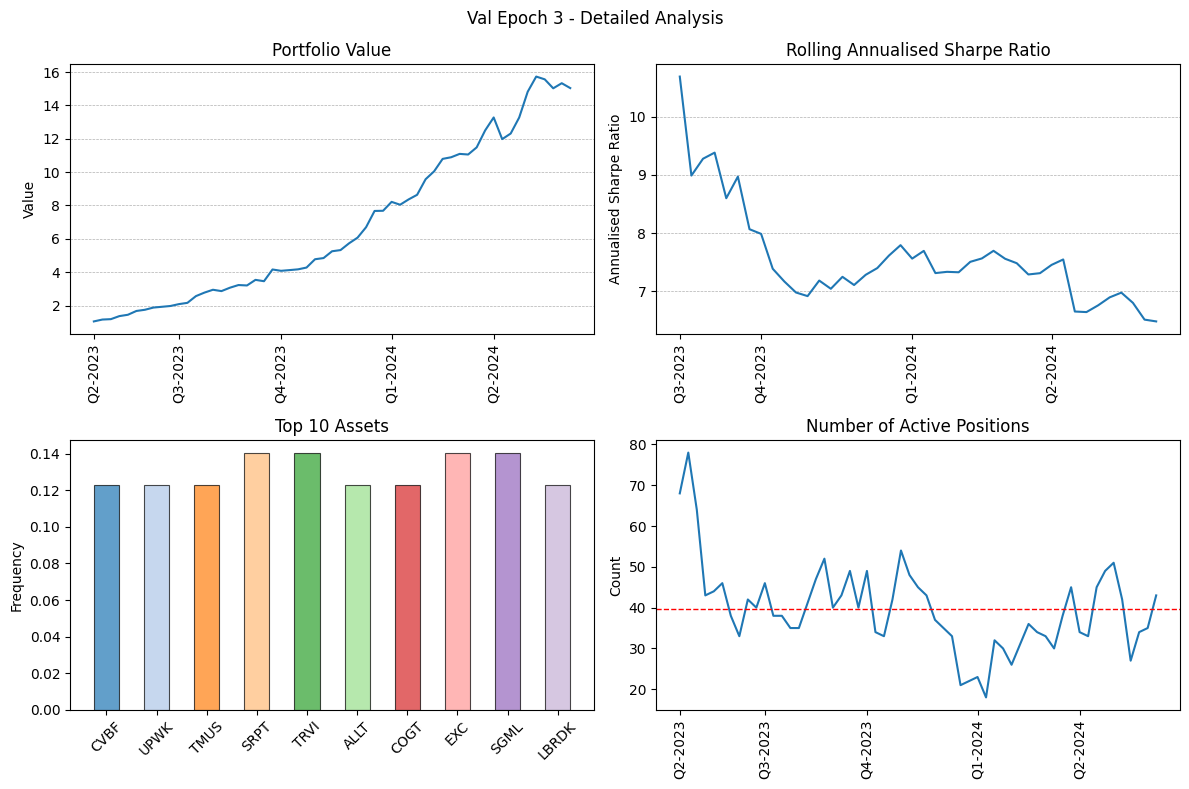 Val Epoch 3 - Detailed Analysis
Portfolio Value
Value
16
14
12
10
8
6
4
2
Q2-2023
Q3-2023
Q4-2023
Q1-2024
Q2-2024
Rolling Annualised Sharpe Ratio
Annualised Sharpe Ratio
10
9
8
7
Q3-2023
Q4-2023
Q1-2024
Q2-2024
Top 10 Assets
Frequency
0.14
0.12
0.10
0.08
0.06
0.04
0.02
0.00
CVBF
UPWK
TMUS
SRPT
TRVI
ALLT
COGT
EXC
SGML
LBRDK
Number of Active Positions
Count
80
70
60
50
40
30
20
Q2-2023
Q3-2023
Q4-2023
Q1-2024
Q2-2024